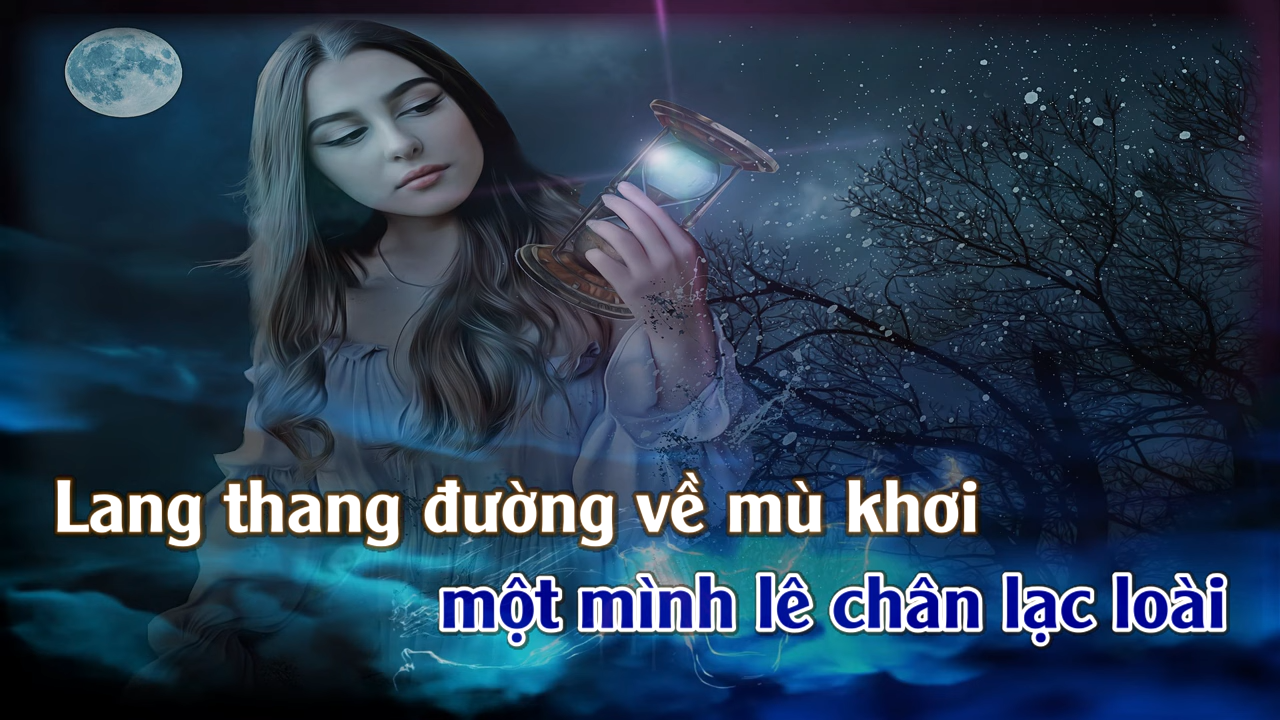 Lang thang đường về mù khơi
một mình lê chân lạc loài